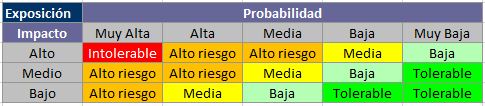 Exposición Probabilidad
Impacto Muy Alta Alta Media Baja Muy Baja
Alto Intolerable Alto riesgo Alto riesgo Media Baja
Medio Alto riesgo Alto riesgo Media Baja Tolerable
Bajo Alto riesgo Media Baja Tolerable Tolerable